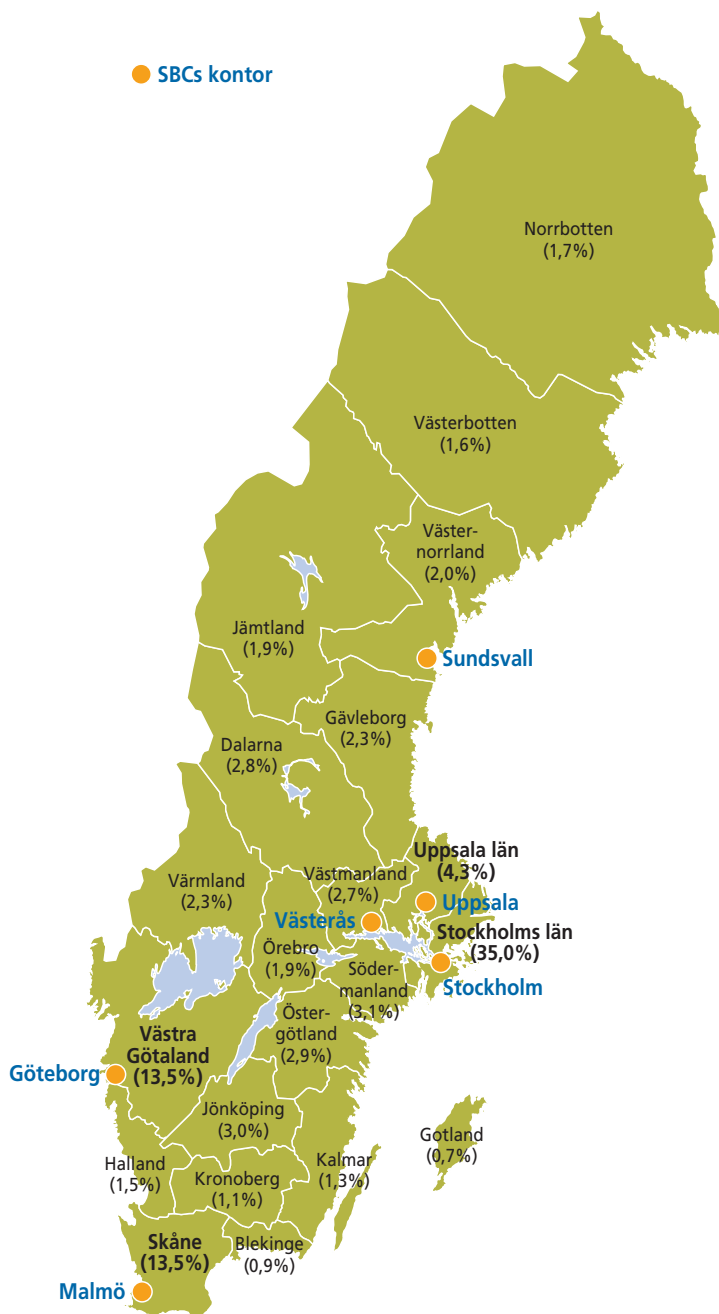 SBCs kontor
Norrbotten
(1,7%)
Västerbotten
(1,6%)
Väster-
norrland
(2,0%)
Jämtland
(1,9%)
Sundsvall
Gävleborg
(2,3%)
Dalarna
(2,8%)
Uppsala län
(4,3%)
Västmanland
(2,7%)
Värmland
(2,3%)
Uppsala
Västerås
Stockholms län
(35,0%)
Örebro
(1,9%)
Söder-
manland
(3,1%)
Stockholm
Öster-
götland
(2,9%)
Västra
Götaland
(13,5%)
Göteborg
Jönköping
(3,0%)
Gotland
(0,7%)
Halland
(1,5%)
Kronoberg
(1,1%)
Kalmar
(1,3%)
Skåne
(13,5%)
Blekinge
(0,9%)
Malmö